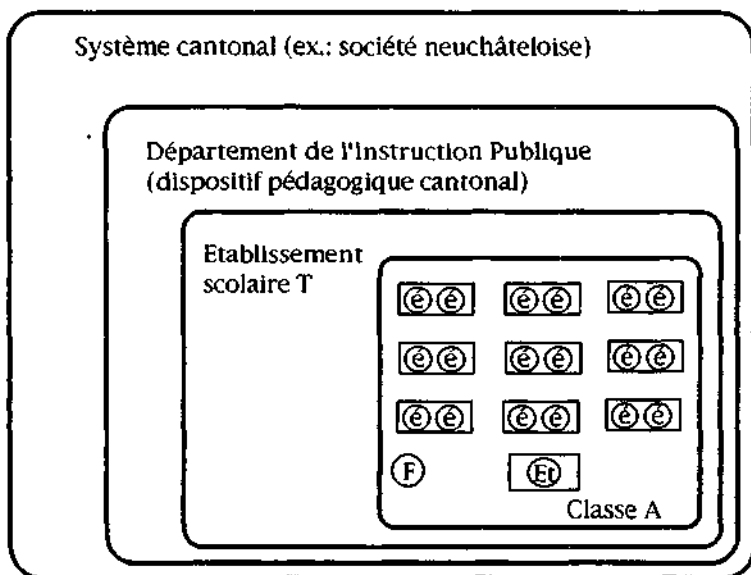 Système cantonal (ex.: société neuchâteloise)
Département de l'Instruction Publique
(dispositif pédagogique cantonal)
Etablissement
scolaire T
é é é é é é
é é é é é é
é é é é é é
F Et
Classe A